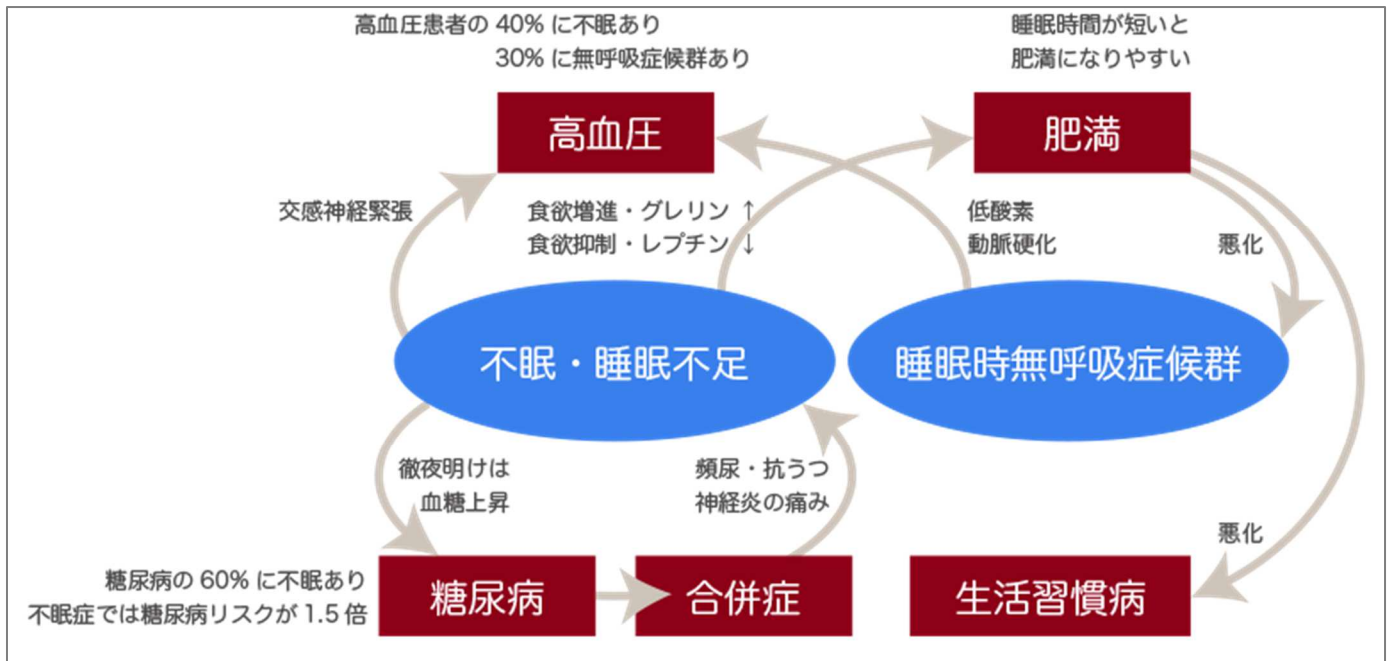 高血圧患者の 40% に不眠あり
30% に無呼吸症候群あり
睡眠時間が短いと
肥満になりやすい
高血圧
肥満
交感神経緊張
食欲増進・グレリン ↑
食欲抑制・レプチン ↓
低酸素
動脈硬化
悪化
不眠・睡眠不足
睡眠時無呼吸症候群
徹夜明けは
血糖上昇
頻尿・抗うつ
神経炎の痛み
悪化
糖尿病の 60% に不眠あり
不眠症では糖尿病リスクが 1.5 倍
糖尿病
合併症
生活習慣病